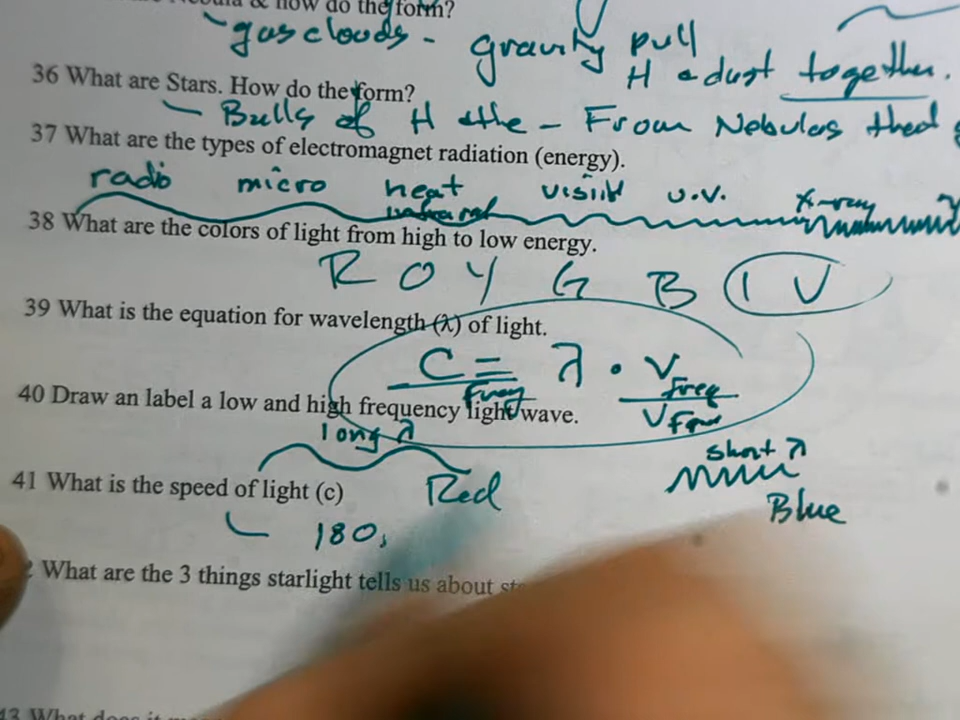 & how do the form?
gas clouds - gravity pull
H & dust together.
36 What are Stars. How do the form?
- Balls of H & He - From Nebulas
37 What are the types of electromagnet radiation (energy).
radio micro heat visible U.V. X-ray
infrared
38 What are the colors of light from high to low energy.
R O Y G B I V
39 What is the equation for wavelength (λ) of light.
C = λ • V Freq
V
40 Draw an label a low and high frequency light wave.
long λ short λ
41 What is the speed of light (c) Red Blue
180,
What are the 3 things starlight tells us about